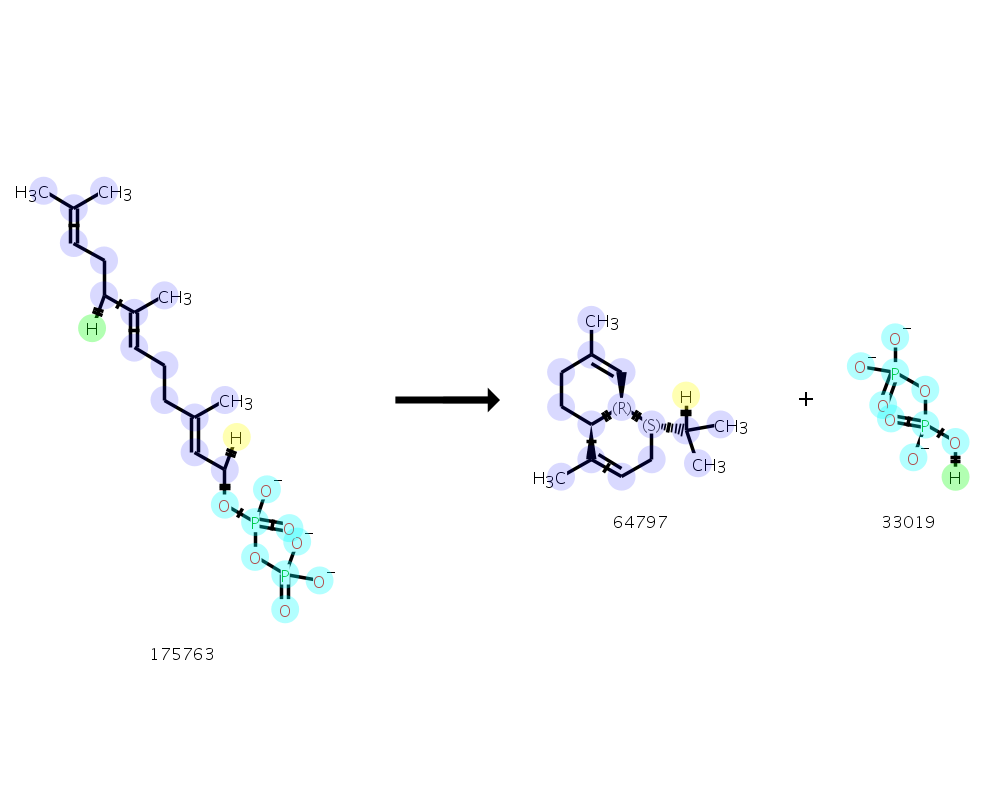 H3C CH3
CH3
H
CH3
H
O O− P O O− O P O− O
175763
CH3
(R) (S) H CH3
CH3
H3C
64797
+
O− O− P O O O P O− O H
33019